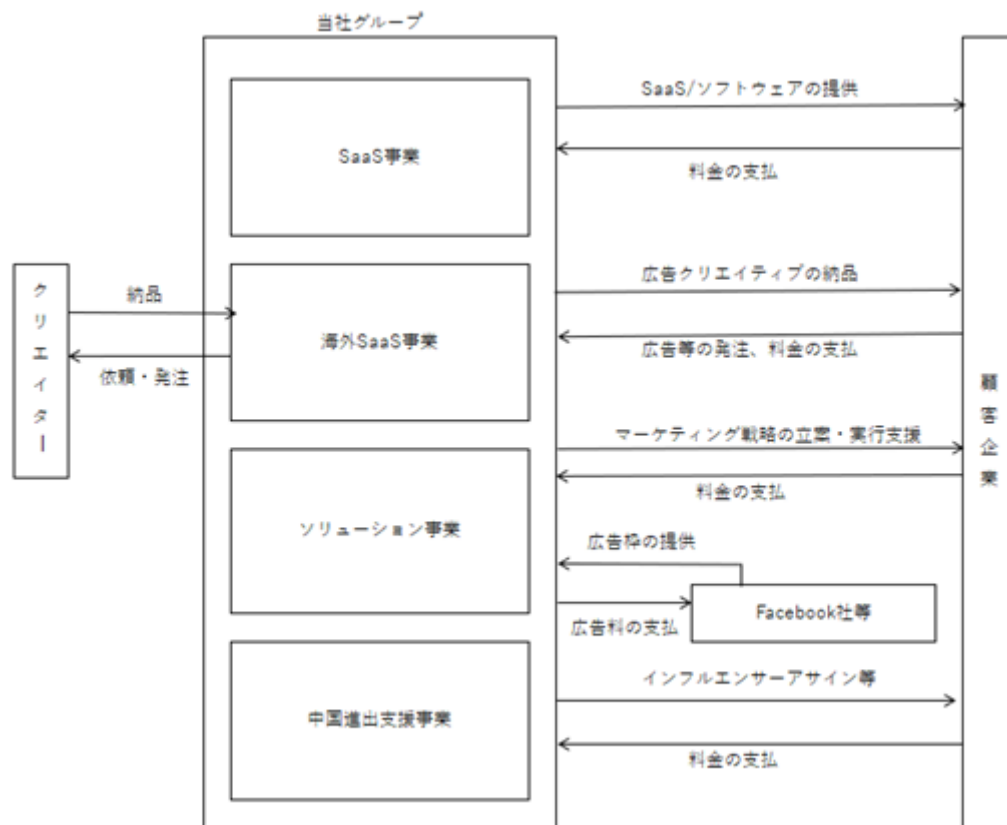 当社グループ
SaaS事業
SaaS/ソフトウェアの提供
料金の支払
クリエイター
納品
依頼・発注
海外SaaS事業
広告クリエイティブの納品
広告等の発注、料金の支払
顧客企業
マーケティング戦略の立案・実行支援
料金の支払
ソリューション事業
広告枠の提供
Facebook社等
広告料の支払
中国進出支援事業
インフルエンサーアサイン等
料金の支払